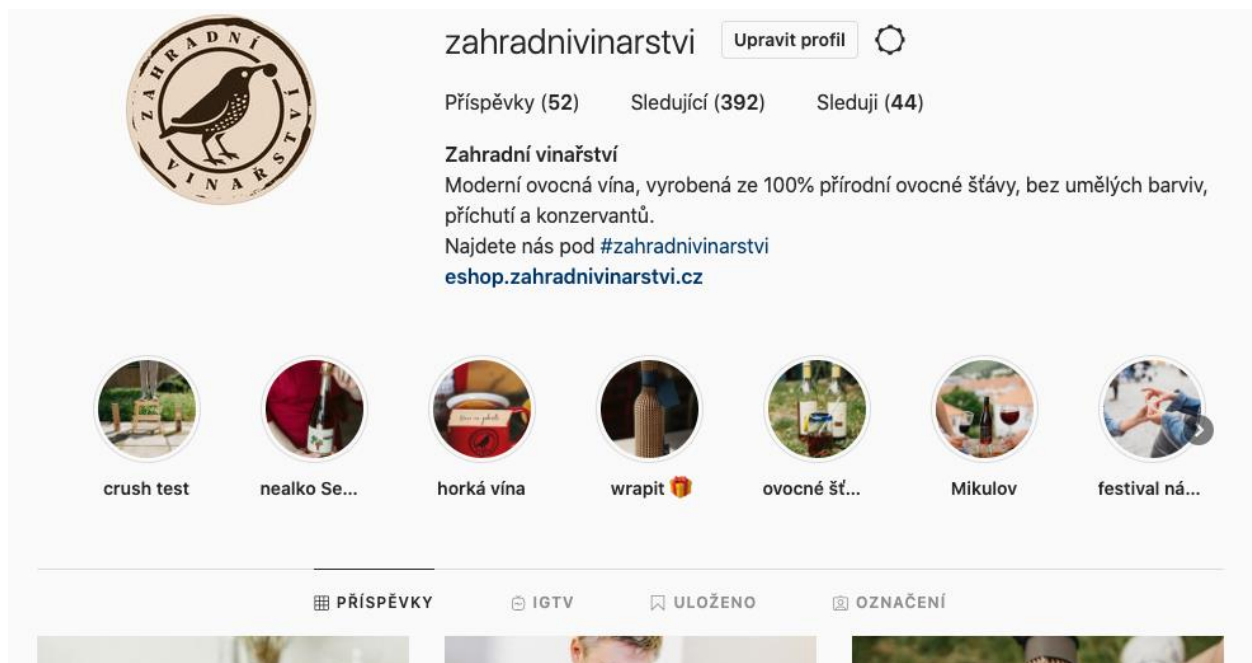 ZAHRADNÍ
VINAŘSTVÍ
zahradnivinarstvi Upravit profil
Příspěvky (52) Sledující (392) Sleduji (44)
Zahradní vinařství
Moderní ovocná vína, vyrobená ze 100% přírodní ovocné šťávy, bez umělých barviv,
příchutí a konzervantů.
Najdete nás pod #zahradnivinarstvi
eshop.zahradnivinarstvi.cz
crush test nealko Se... horká vína wrapit 🎁 ovocné šť... Mikulov festival ná...
PŘÍSPĚVKY IGTV ULOŽENO OZNAČENÍ